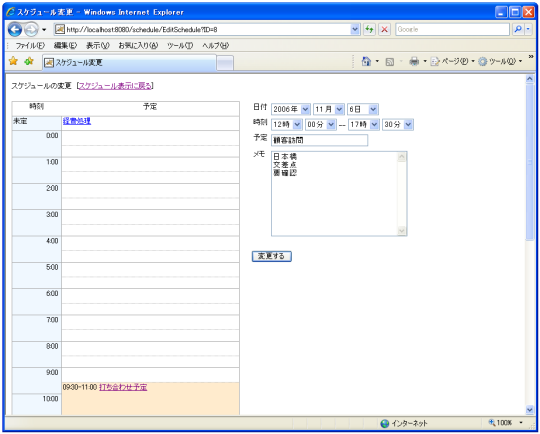 スケジュール変更 - Windows Internet Explorer
http://localhost:8080/schedule/EditSchedule?ID=8
Google
ファイル(F) 編集(E) 表示(V) お気に入り(A) ツール(T) ヘルプ(H)
スケジュール変更
ページ(P) ツール(O)
スケジュールの変更 [スケジュール表示に戻る]
時刻 予定
未定 経費処理
0:00
1:00
2:00
3:00
4:00
5:00
6:00
7:00
8:00
9:00
09:30-11:00 打ち合わせ予定
10:00
日付 2006年 11月 6日
時刻 12時 00分 -- 17時 30分
予定 顧客訪問
メモ 日本橋
交差点
要確認
変更する
インターネット 100%